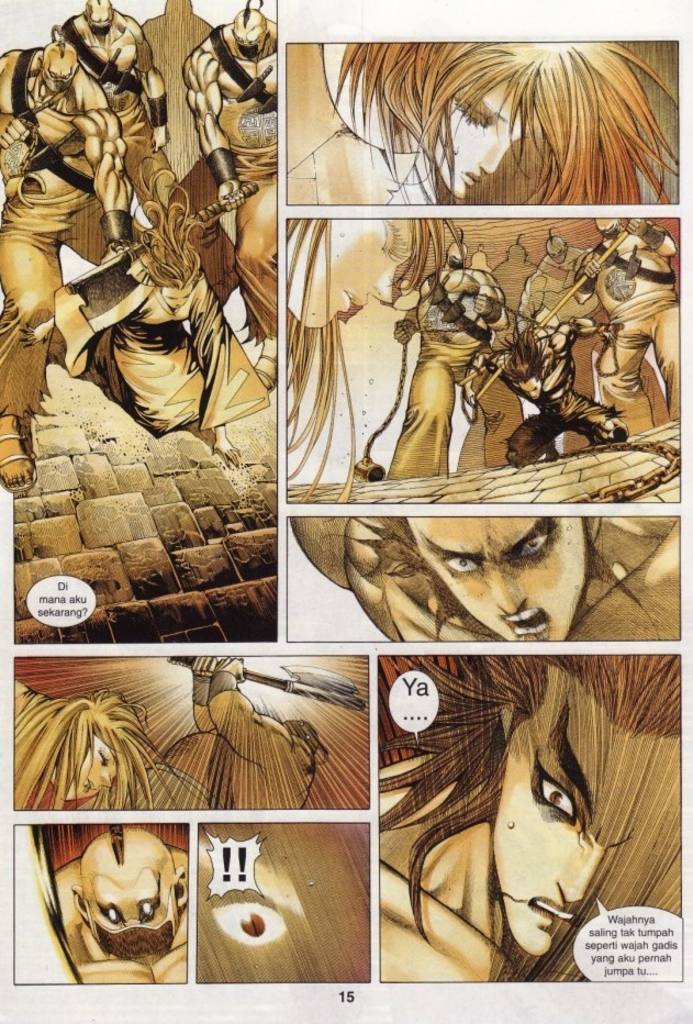 Di
mana aku
sekarang?
Ya
....
!!
Wajahnya
saling tak tumpah
seperti wajah gadis
yang aku pernah
jumpa tu....
15